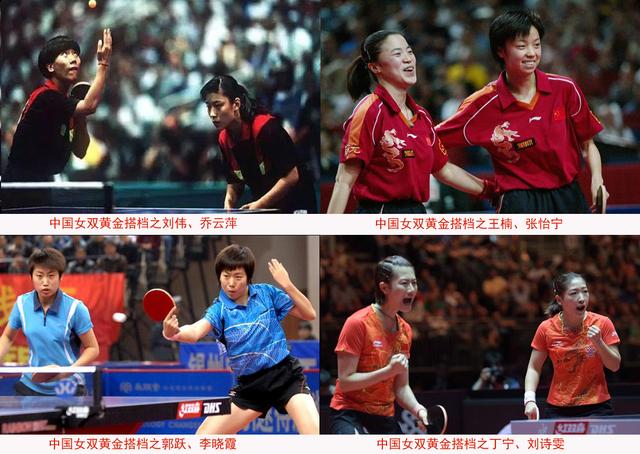 中国女双黄金搭档之刘伟、乔云萍
中国女双黄金搭档之王楠、张怡宁
中国女双黄金搭档之郭跃、李晓霞
中国女双黄金搭档之丁宁、刘诗雯
DHS
DHS